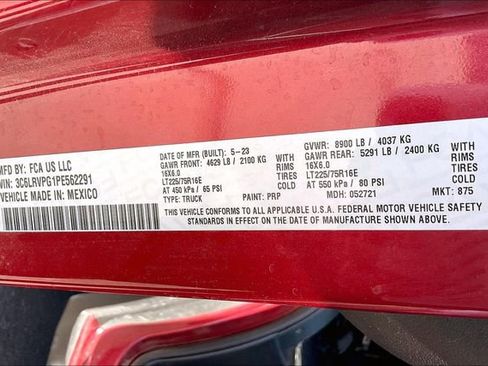 MFD BY: FCA US LLC
VIN: 3C6LRVPG1PE562291
VEHICLE MADE IN: MEXICO
DATE OF MFR (BUILT): 5-23
GAWR FRONT: 4629 LB / 2100 KG
16X6.0 RIMS
LT225/75R16E TIRES
AT 450 kPa / 65 PSI COLD
TYPE: TRUCK PAINT: PRP
GVWR: 8900 LB / 4037 KG
GAWR REAR: 5291 LB / 2400 KG
16X6.0 RIMS
LT225/75R16E TIRES
AT 550 kPa / 80 PSI COLD
MDH: 052721 MKT: 875
THIS VEHICLE CONFORMS TO ALL APPLICABLE U.S.A. FEDERAL MOTOR VEHICLE SAFETY
STANDARDS IN EFFECT ON THE DATE OF MANUFACTURE SHOWN ABOVE.